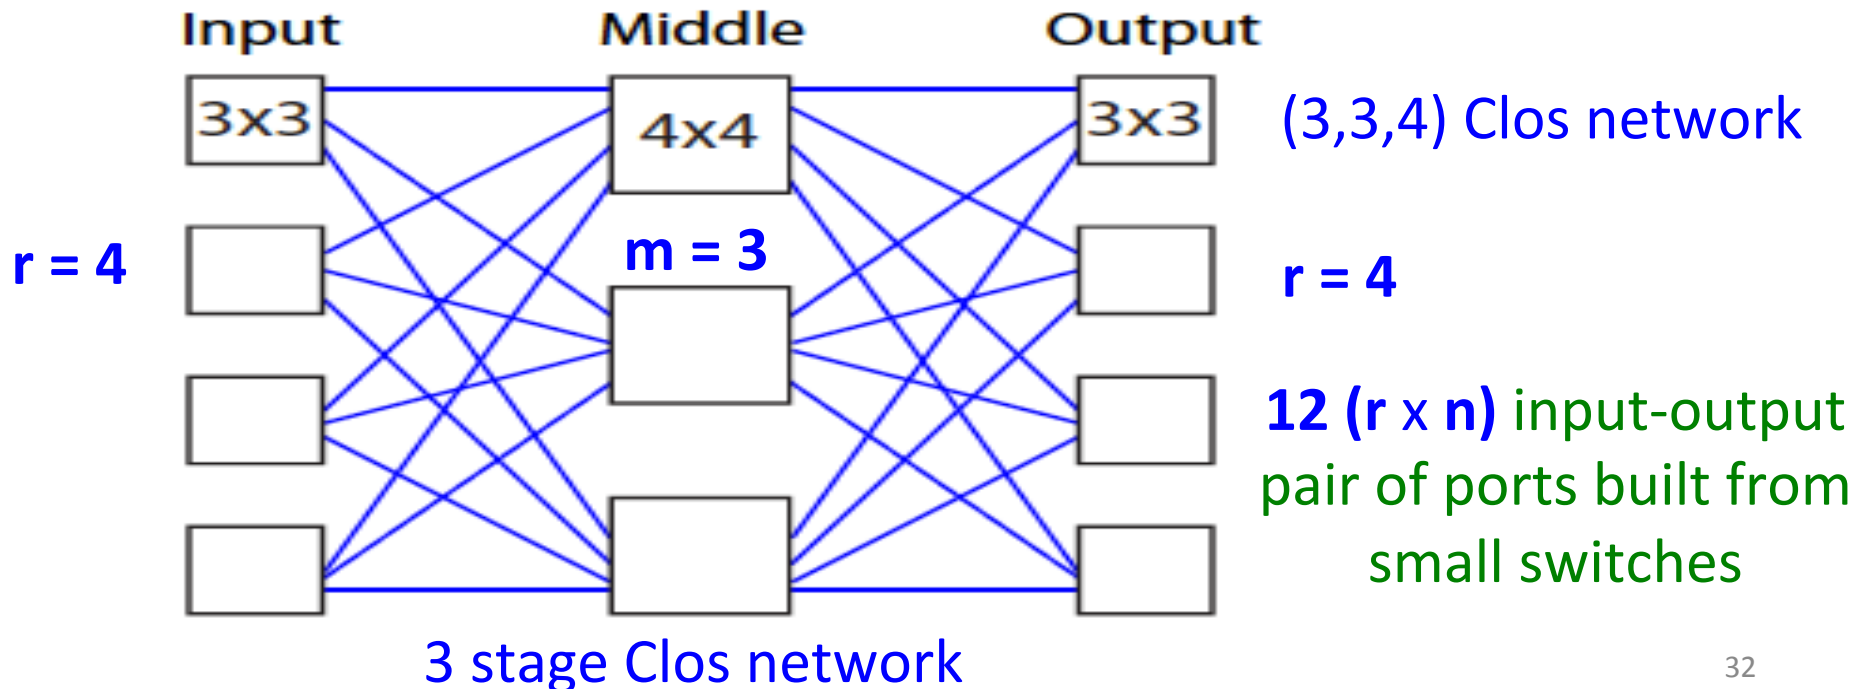 Input Middle Output
3x3 4x4 3x3 (3,3,4) Clos network
r = 4 m = 3 r = 4
12 (r x n) input-output
pair of ports built from
small switches
3 stage Clos network
32